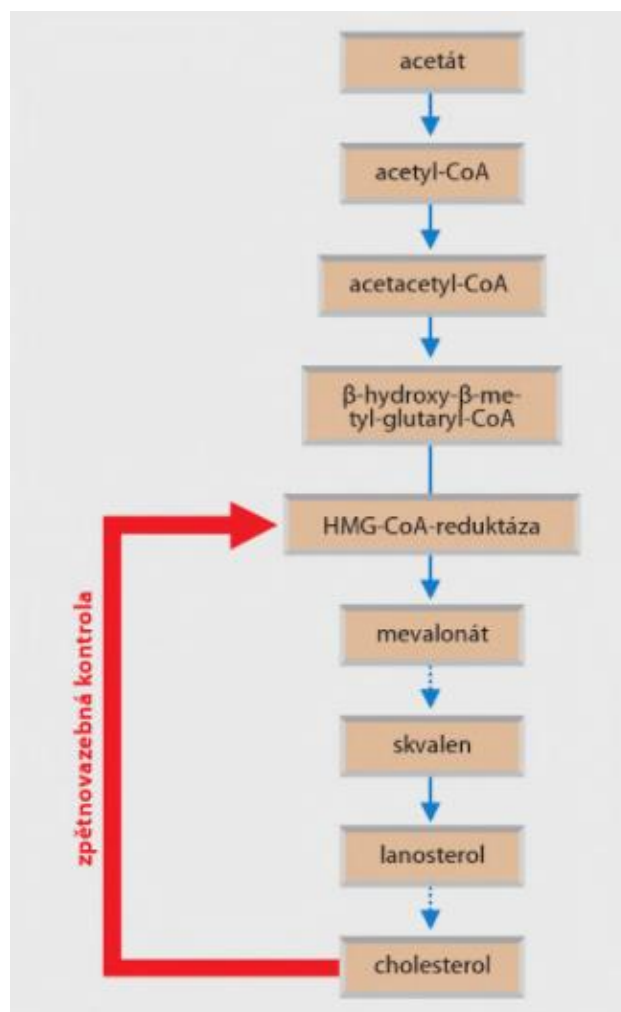 acetát
acetyl-CoA
acetacetyl-CoA
β-hydroxy-β-me-
tyl-glutaryl-CoA
HMG-CoA-reduktáza
mevalonát
skvalen
lanosterol
cholesterol
zpětnovazebná kontrola